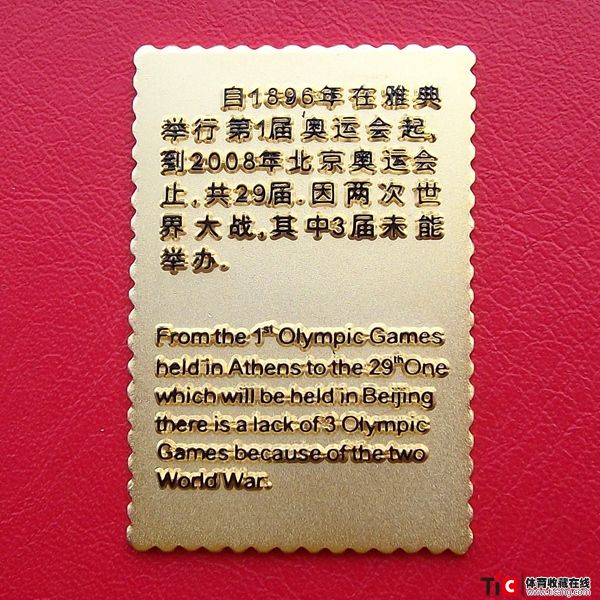 自1896年在雅典
举行第1届奥运会起,
到2008年北京奥运会
止,共29届.因两次世
界大战,其中3届未能
举办.
From the 1st Olympic Games
held in Athens to the 29th One
which will be held in Beijing
there is a lack of 3 Olympic
Games because of the two
World War.
TiC 体育收藏在线
www.ticang.com